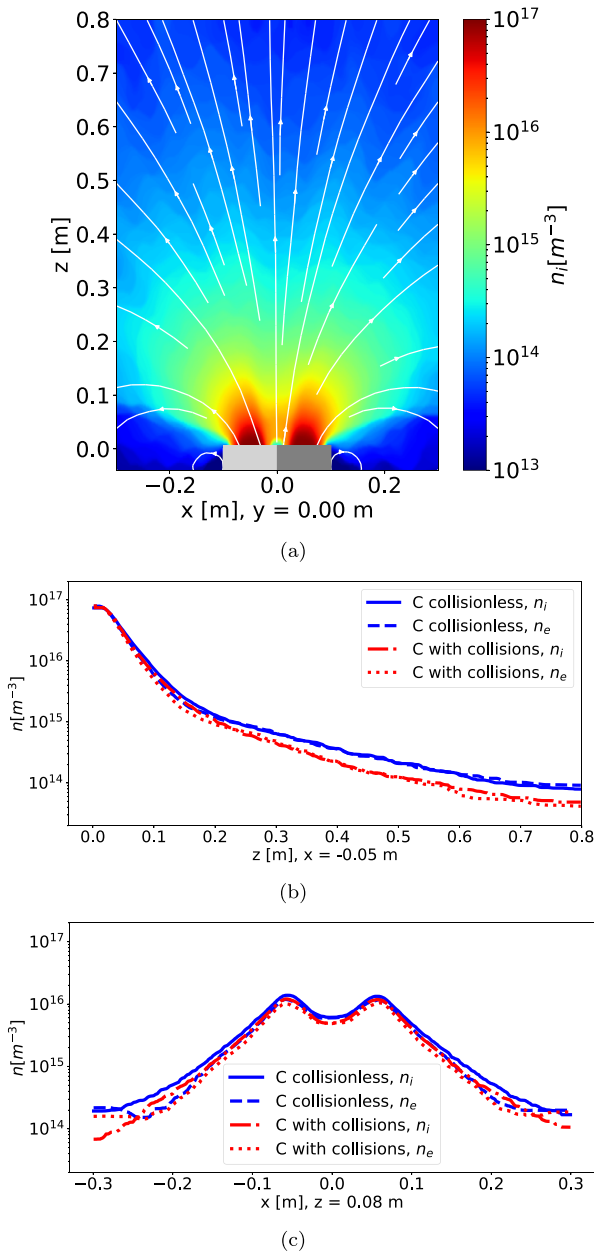 0.8
0.7
0.6
0.5
0.4
0.3
0.2
0.1
0.0
z [m]
−0.2 0.0 0.2
x [m], y = 0.00 m
10^17
10^16
10^15
10^14
10^13
n_i[m^−3]
(a)
10^17
10^16
10^15
10^14
n[m^−3]
C collisionless, n_i
C collisionless, n_e
C with collisions, n_i
C with collisions, n_e
0.0 0.1 0.2 0.3 0.4 0.5 0.6 0.7 0.8
z [m], x = -0.05 m
(b)
10^17
10^16
10^15
10^14
n[m^−3]
C collisionless, n_i
C collisionless, n_e
C with collisions, n_i
C with collisions, n_e
−0.3 −0.2 −0.1 0.0 0.1 0.2 0.3
x [m], z = 0.08 m
(c)